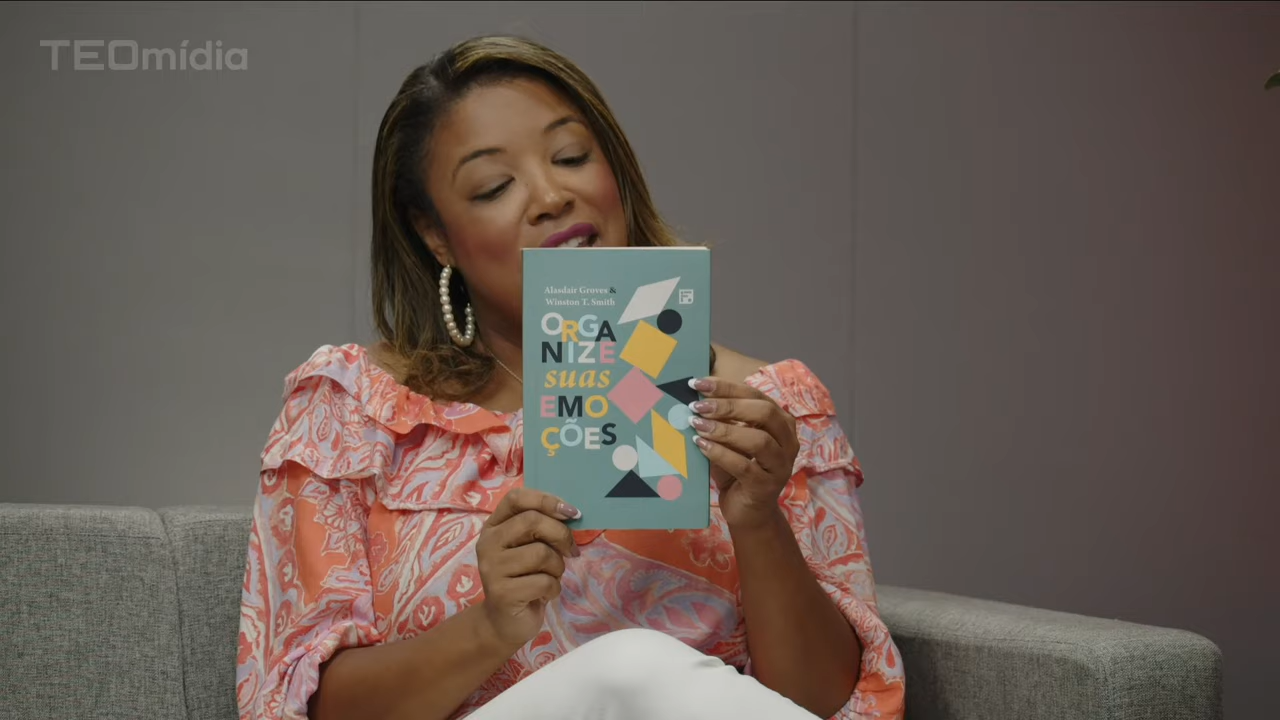 TEOmídia
Alasdair Groves &
Winston T. Smith
ORGA
NIZE
suas
EMO
ÇÕES